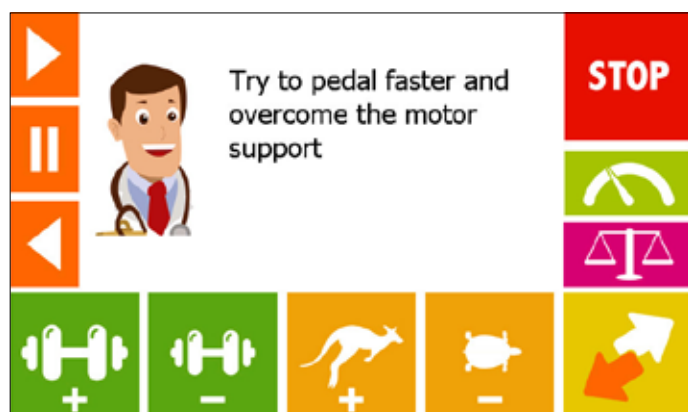 Try to pedal faster and
overcome the motor
support
STOP
+
−
+
−